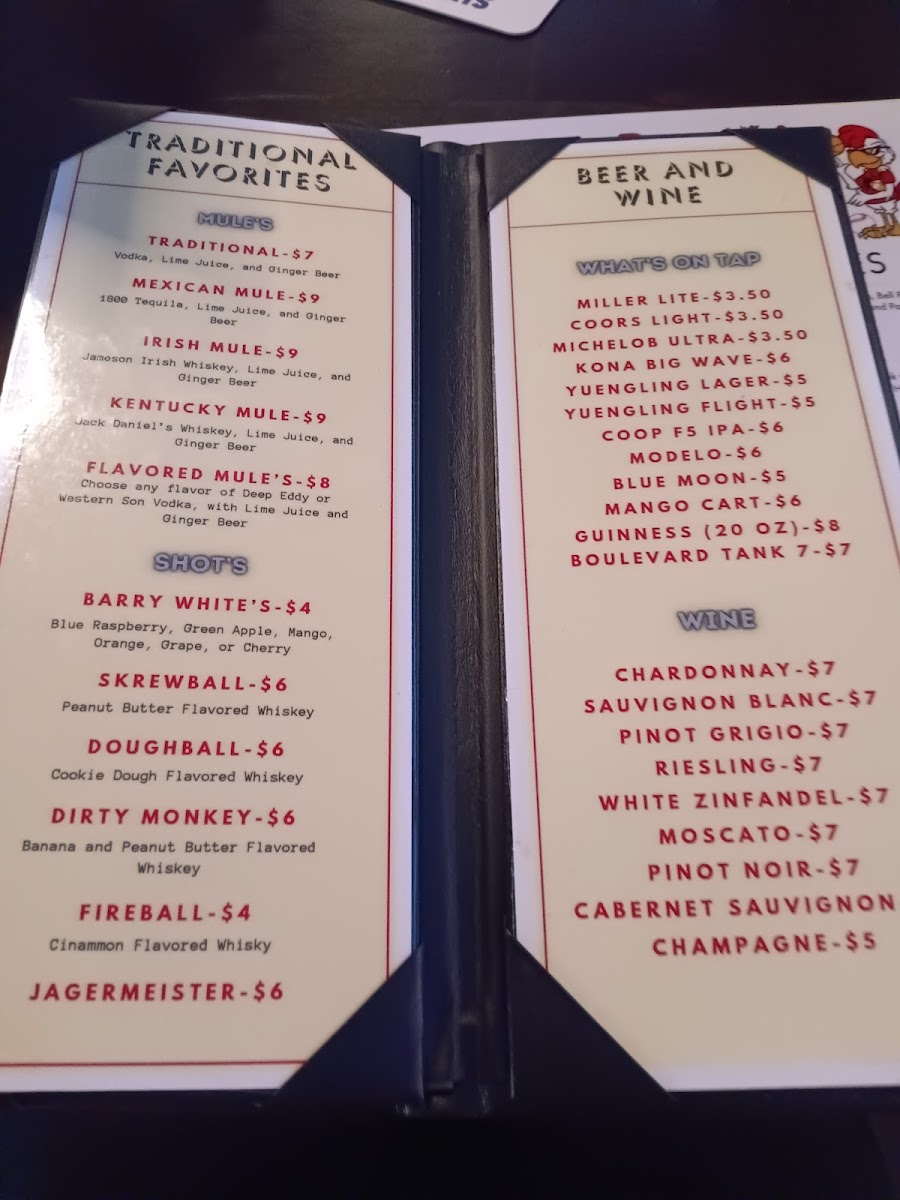 TRADITIONAL
FAVORITES
MULE'S
TRADITIONAL-$7
Vodka, Lime Juice, and Ginger Beer
MEXICAN MULE-$9
1800 Tequila, Lime Juice, and Ginger
Beer
IRISH MULE-$9
Jameson Irish Whiskey, Lime Juice, and
Ginger Beer
KENTUCKY MULE-$9
Jack Daniel's Whiskey, Lime Juice, and
Ginger Beer
FLAVORED MULE'S-$8
Choose any flavor of Deep Eddy or
Western Son Vodka, with Lime Juice and
Ginger Beer
SHOT'S
BARRY WHITE'S-$4
Blue Raspberry, Green Apple, Mango,
Orange, Grape, or Cherry
SKREWBALL-$6
Peanut Butter Flavored Whiskey
DOUGHBALL-$6
Cookie Dough Flavored Whiskey
DIRTY MONKEY-$6
Banana and Peanut Butter Flavored
Whiskey
FIREBALL-$4
Cinammon Flavored Whisky
JAGERMEISTER-$6
BEER AND
WINE
WHAT'S ON TAP
MILLER LITE-$3.50
COORS LIGHT-$3.50
MICHELOB ULTRA-$3.50
KONA BIG WAVE-$6
YUENGLING LAGER-$5
YUENGLING FLIGHT-$5
COOP F5 IPA-$6
MODELO-$6
BLUE MOON-$5
MANGO CART-$6
GUINNESS (20 OZ)-$8
BOULEVARD TANK 7-$7
WINE
CHARDONNAY-$7
SAUVIGNON BLANC-$7
PINOT GRIGIO-$7
RIESLING-$7
WHITE ZINFANDEL-$7
MOSCATO-$7
PINOT NOIR-$7
CABERNET SAUVIGNON
CHAMPAGNE-$5